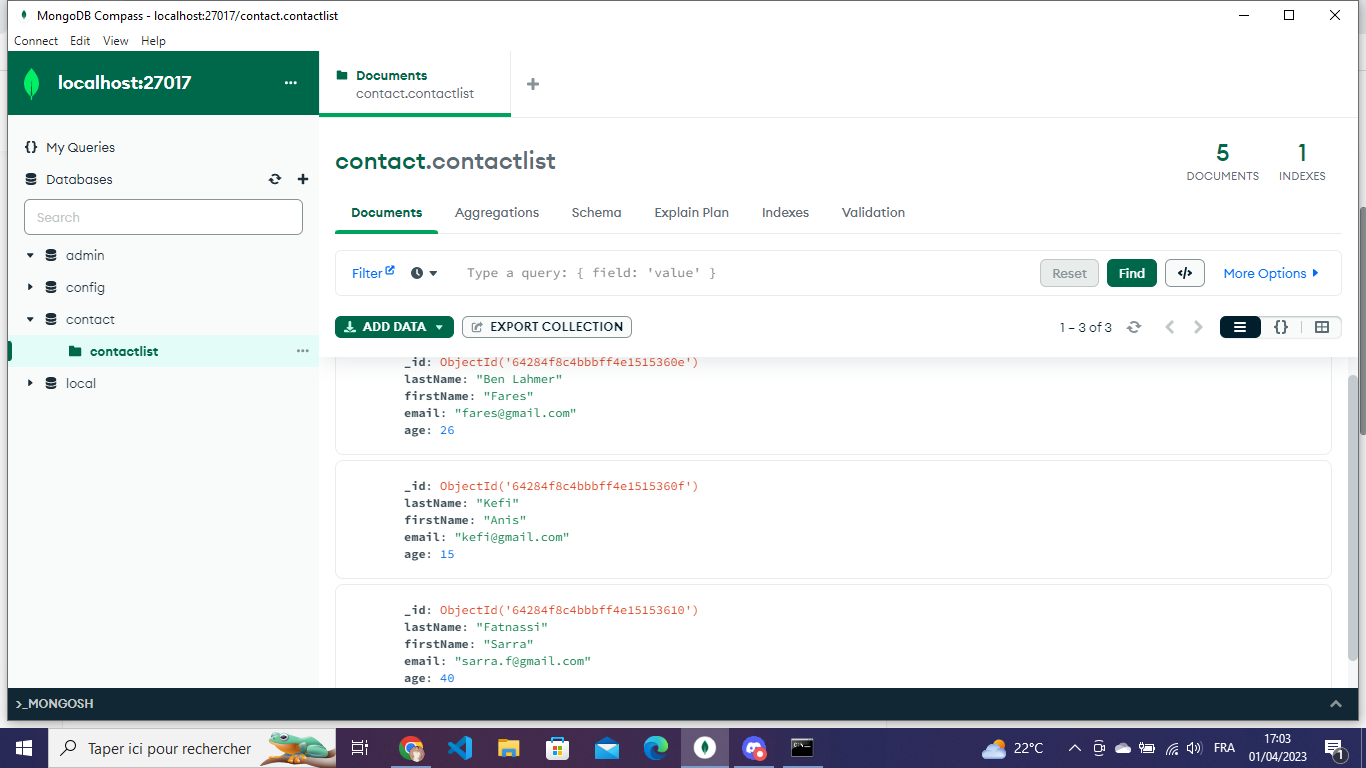 MongoDB Compass - localhost:27017/contact.contactlist
Connect Edit View Help
localhost:27017 ···
Documents
contact.contactlist
+
{} My Queries
Databases
Search
admin
config
contact
contactlist ···
local
contact.contactlist
5
DOCUMENTS
1
INDEXES
Documents Aggregations Schema Explain Plan Indexes Validation
Filter Type a query: { field: 'value' } Reset Find </> More Options
ADD DATA EXPORT COLLECTION 1 – 3 of 3 {}
_id: ObjectId('64284f8c4bbbff4e1515360e')
lastName: "Ben Lahmer"
firstName: "Fares"
email: "fares@gmail.com"
age: 26
_id: ObjectId('64284f8c4bbbff4e1515360f')
lastName: "Kefi"
firstName: "Anis"
email: "kefi@gmail.com"
age: 15
_id: ObjectId('64284f8c4bbbff4e15153610')
lastName: "Fatnassi"
firstName: "Sarra"
email: "sarra.f@gmail.com"
age: 40
>_MONGOSH
Taper ici pour rechercher
22°C
FRA
17:03
01/04/2023
1